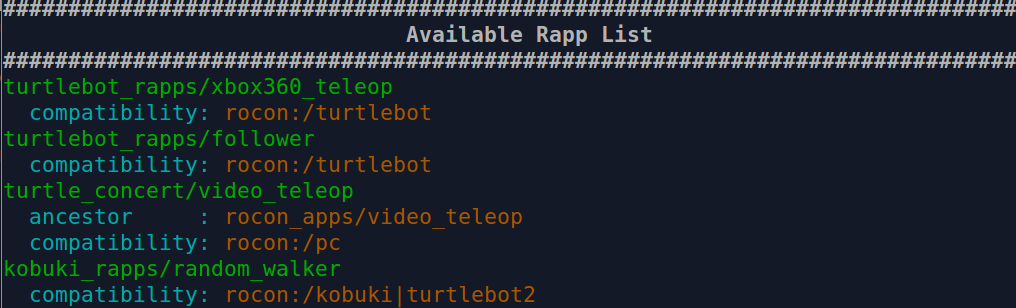 ##############################################################################
Available Rapp List
##############################################################################
turtlebot_rapps/xbox360_teleop
  compatibility: rocon:/turtlebot
turtlebot_rapps/follower
  compatibility: rocon:/turtlebot
turtle_concert/video_teleop
  ancestor     : rocon_apps/video_teleop
  compatibility: rocon:/pc
kobuki_rapps/random_walker
  compatibility: rocon:/kobuki|turtlebot2